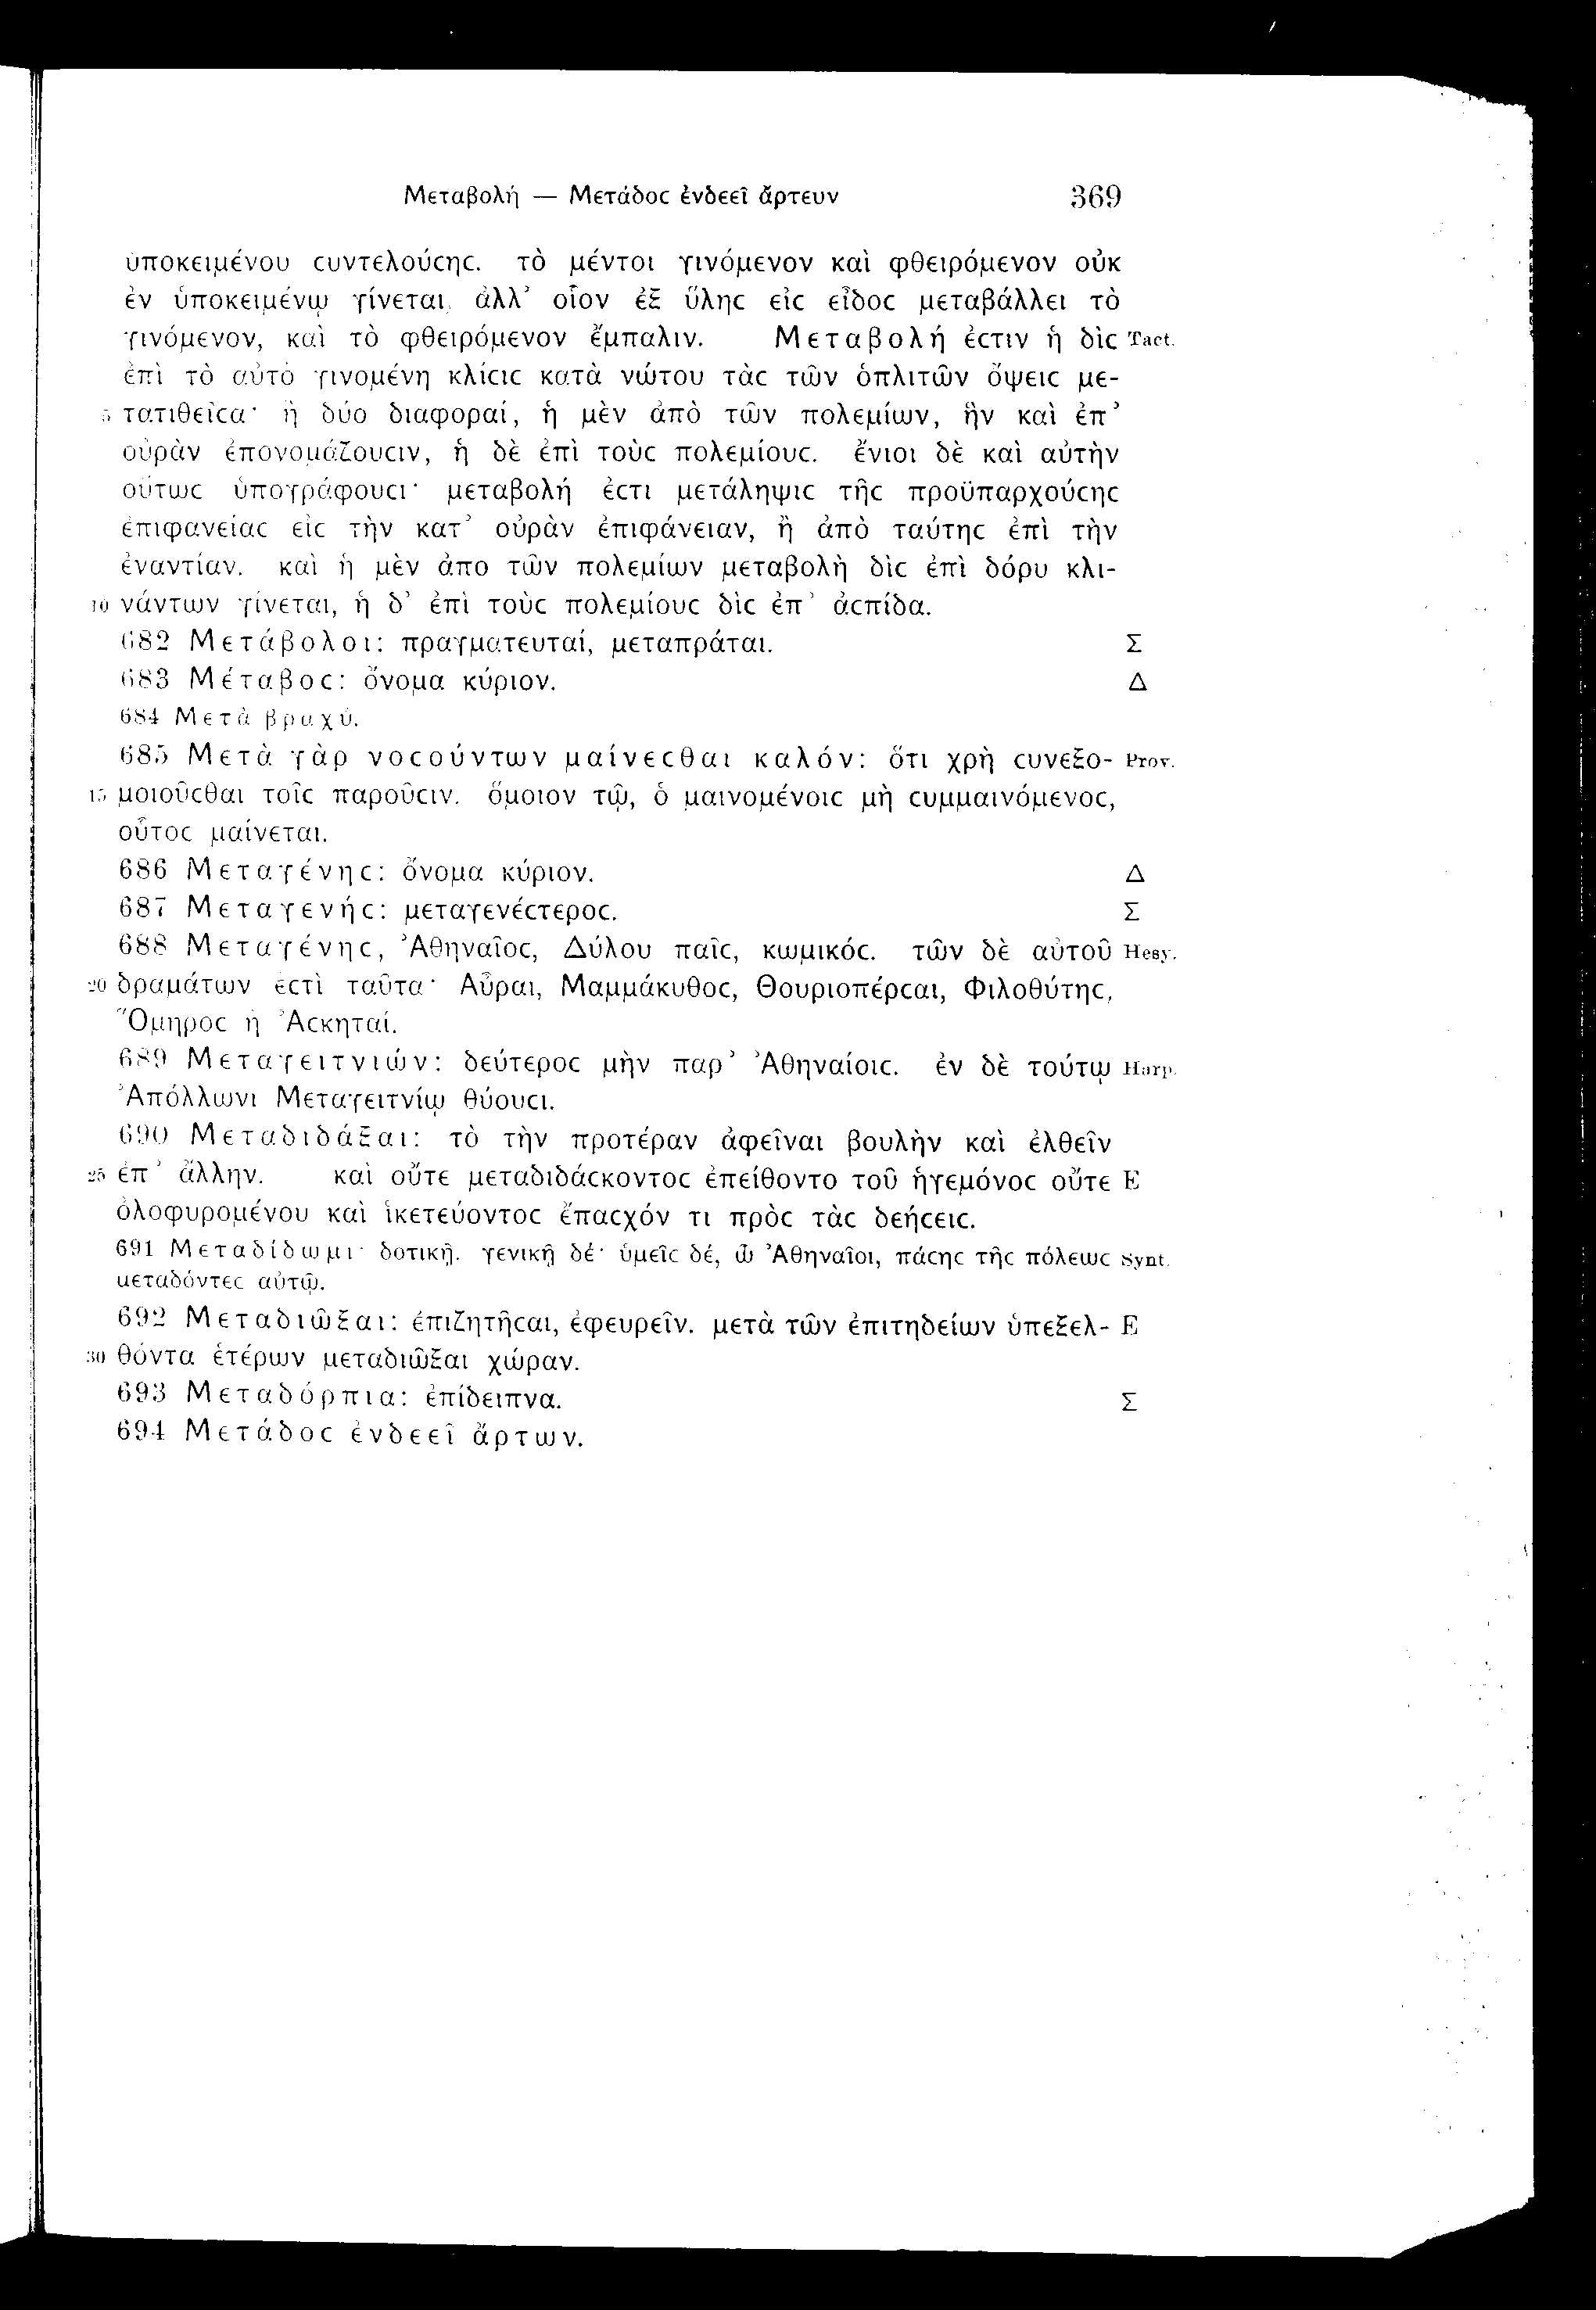 Μεταβολή — Μετάδοϲ ἐνδεεῖ ἄρτευν 369
ὑποκειμένου ϲυντελούϲηϲ. τὸ μέντοι γινόμενον καὶ φθειρόμενον οὐκ
ἐν ὑποκειμένῳ γίνεται, ἀλλ’ οἷον ἐξ ὕληϲ εἰϲ εἶδοϲ μεταβάλλει τὸ
γινόμενον, καὶ τὸ φθειρόμενον ἔμπαλιν. Μεταβολή ἐϲτιν ἡ δὶϲ Tact.
ἐπὶ τὸ αὐτὸ γινομένη κλίϲιϲ κατὰ νώτου τὰϲ τῶν ὁπλιτῶν ὄψειϲ με-
5 τατιθεῖϲα· ἡ δύο διαφοραί, ἡ μὲν ἀπὸ τῶν πολεμίων, ἣν καὶ ἐπ’
οὐρὰν ἐπονομάζουϲιν, ἡ δὲ ἐπὶ τοὺϲ πολεμίουϲ. ἔνιοι δὲ καὶ αὐτὴν
οὕτωϲ ὑπογράφουϲι· μεταβολή ἐϲτι μετάληψιϲ τῆϲ προϋπαρχούϲηϲ
ἐπιφανείαϲ εἰϲ τὴν κατ’ οὐρὰν ἐπιφάνειαν, ἢ ἀπὸ ταύτηϲ ἐπὶ τὴν
ἐναντίαν. καὶ ἡ μὲν ἀπο τῶν πολεμίων μεταβολὴ δὶϲ ἐπὶ δόρυ κλι-
10 νάντων γίνεται, ἡ δ’ ἐπὶ τοὺϲ πολεμίουϲ δὶϲ ἐπ’ ἀϲπίδα.
682 Μετάβολοι: πραγματευταί, μεταπράται. Σ
683 Μέταβοϲ: ὄνομα κύριον. Δ
684 Μετὰ βραχύ.
685 Μετὰ γὰρ νοϲούντων μαίνεϲθαι καλόν: ὅτι χρὴ ϲυνεξο- Prov.
15 μοιοῦϲθαι τοῖϲ παροῦϲιν. ὅμοιον τῷ, ὁ μαινομένοιϲ μὴ ϲυμμαινόμενοϲ,
οὗτοϲ μαίνεται.
686 Μεταγένηϲ: ὄνομα κύριον. Δ
687 Μεταγενήϲ: μεταγενέϲτεροϲ. Σ
688 Μεταγένηϲ, Ἀθηναῖοϲ, Δύλου παῖϲ, κωμικόϲ. τῶν δὲ αὐτοῦ Hesy.
20 δραμάτων ἐϲτὶ ταῦτα· Αὖραι, Μαμμάκυθοϲ, Θουριοπέρϲαι, Φιλοθύτηϲ,
Ὅμηροϲ ἢ Ἀϲκηταί.
689 Μεταγειτνιών: δεύτεροϲ μὴν παρ’ Ἀθηναίοιϲ. ἐν δὲ τούτῳ Harp.
Ἀπόλλωνι Μεταγειτνίῳ θύουϲι.
690 Μεταδιδάξαι: τὸ τὴν προτέραν ἀφεῖναι βουλὴν καὶ ἐλθεῖν
25 ἐπ’ ἄλλην. καὶ οὔτε μεταδιδάϲκοντοϲ ἐπείθοντο τοῦ ἡγεμόνοϲ οὔτε E
ὀλοφυρομένου καὶ ἱκετεύοντοϲ ἔπαϲχόν τι πρὸϲ τὰϲ δεήϲειϲ.
691 Μεταδίδωμι· δοτικῇ. γενικῇ δέ· ὑμεῖϲ δέ, ὦ Ἀθηναῖοι, πάϲηϲ τῆϲ πόλεωϲ Synt.
μεταδόντεϲ αὐτῷ.
692 Μεταδιῶξαι: ἐπιζητῆϲαι, ἐφευρεῖν. μετὰ τῶν ἐπιτηδείων ὑπεξελ- E
30 θόντα ἑτέρων μεταδιῶξαι χώραν.
693 Μεταδόρπια: ἐπίδειπνα. Σ
694 Μετάδοϲ ἐνδεεῖ ἄρτων.